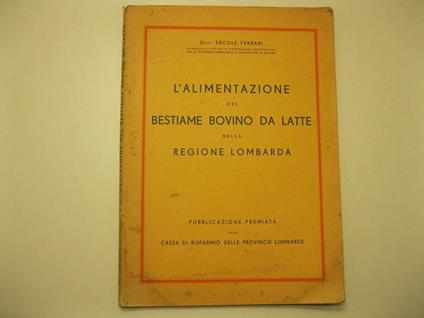 Dott. ERCOLE FERRARI
L'ALIMENTAZIONE
DEL
BESTIAME BOVINO DA LATTE
NELLA
REGIONE LOMBARDA
PUBBLICAZIONE PREMIATA
DALLA
CASSA DI RISPARMIO DELLE PROVINCIE LOMBARDE